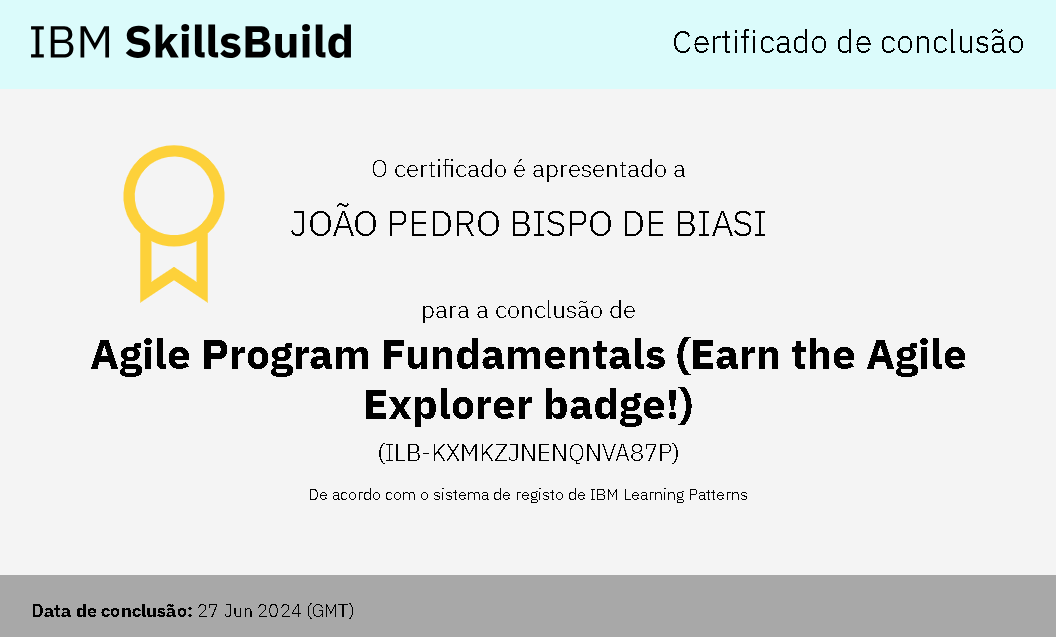 IBM SkillsBuild
Certificado de conclusão
O certificado é apresentado a
JOÃO PEDRO BISPO DE BIASI
para a conclusão de
Agile Program Fundamentals (Earn the Agile
Explorer badge!)
(ILB-KXMKZJNENQNVA87P)
De acordo com o sistema de registo de IBM Learning Patterns
Data de conclusão: 27 Jun 2024 (GMT)